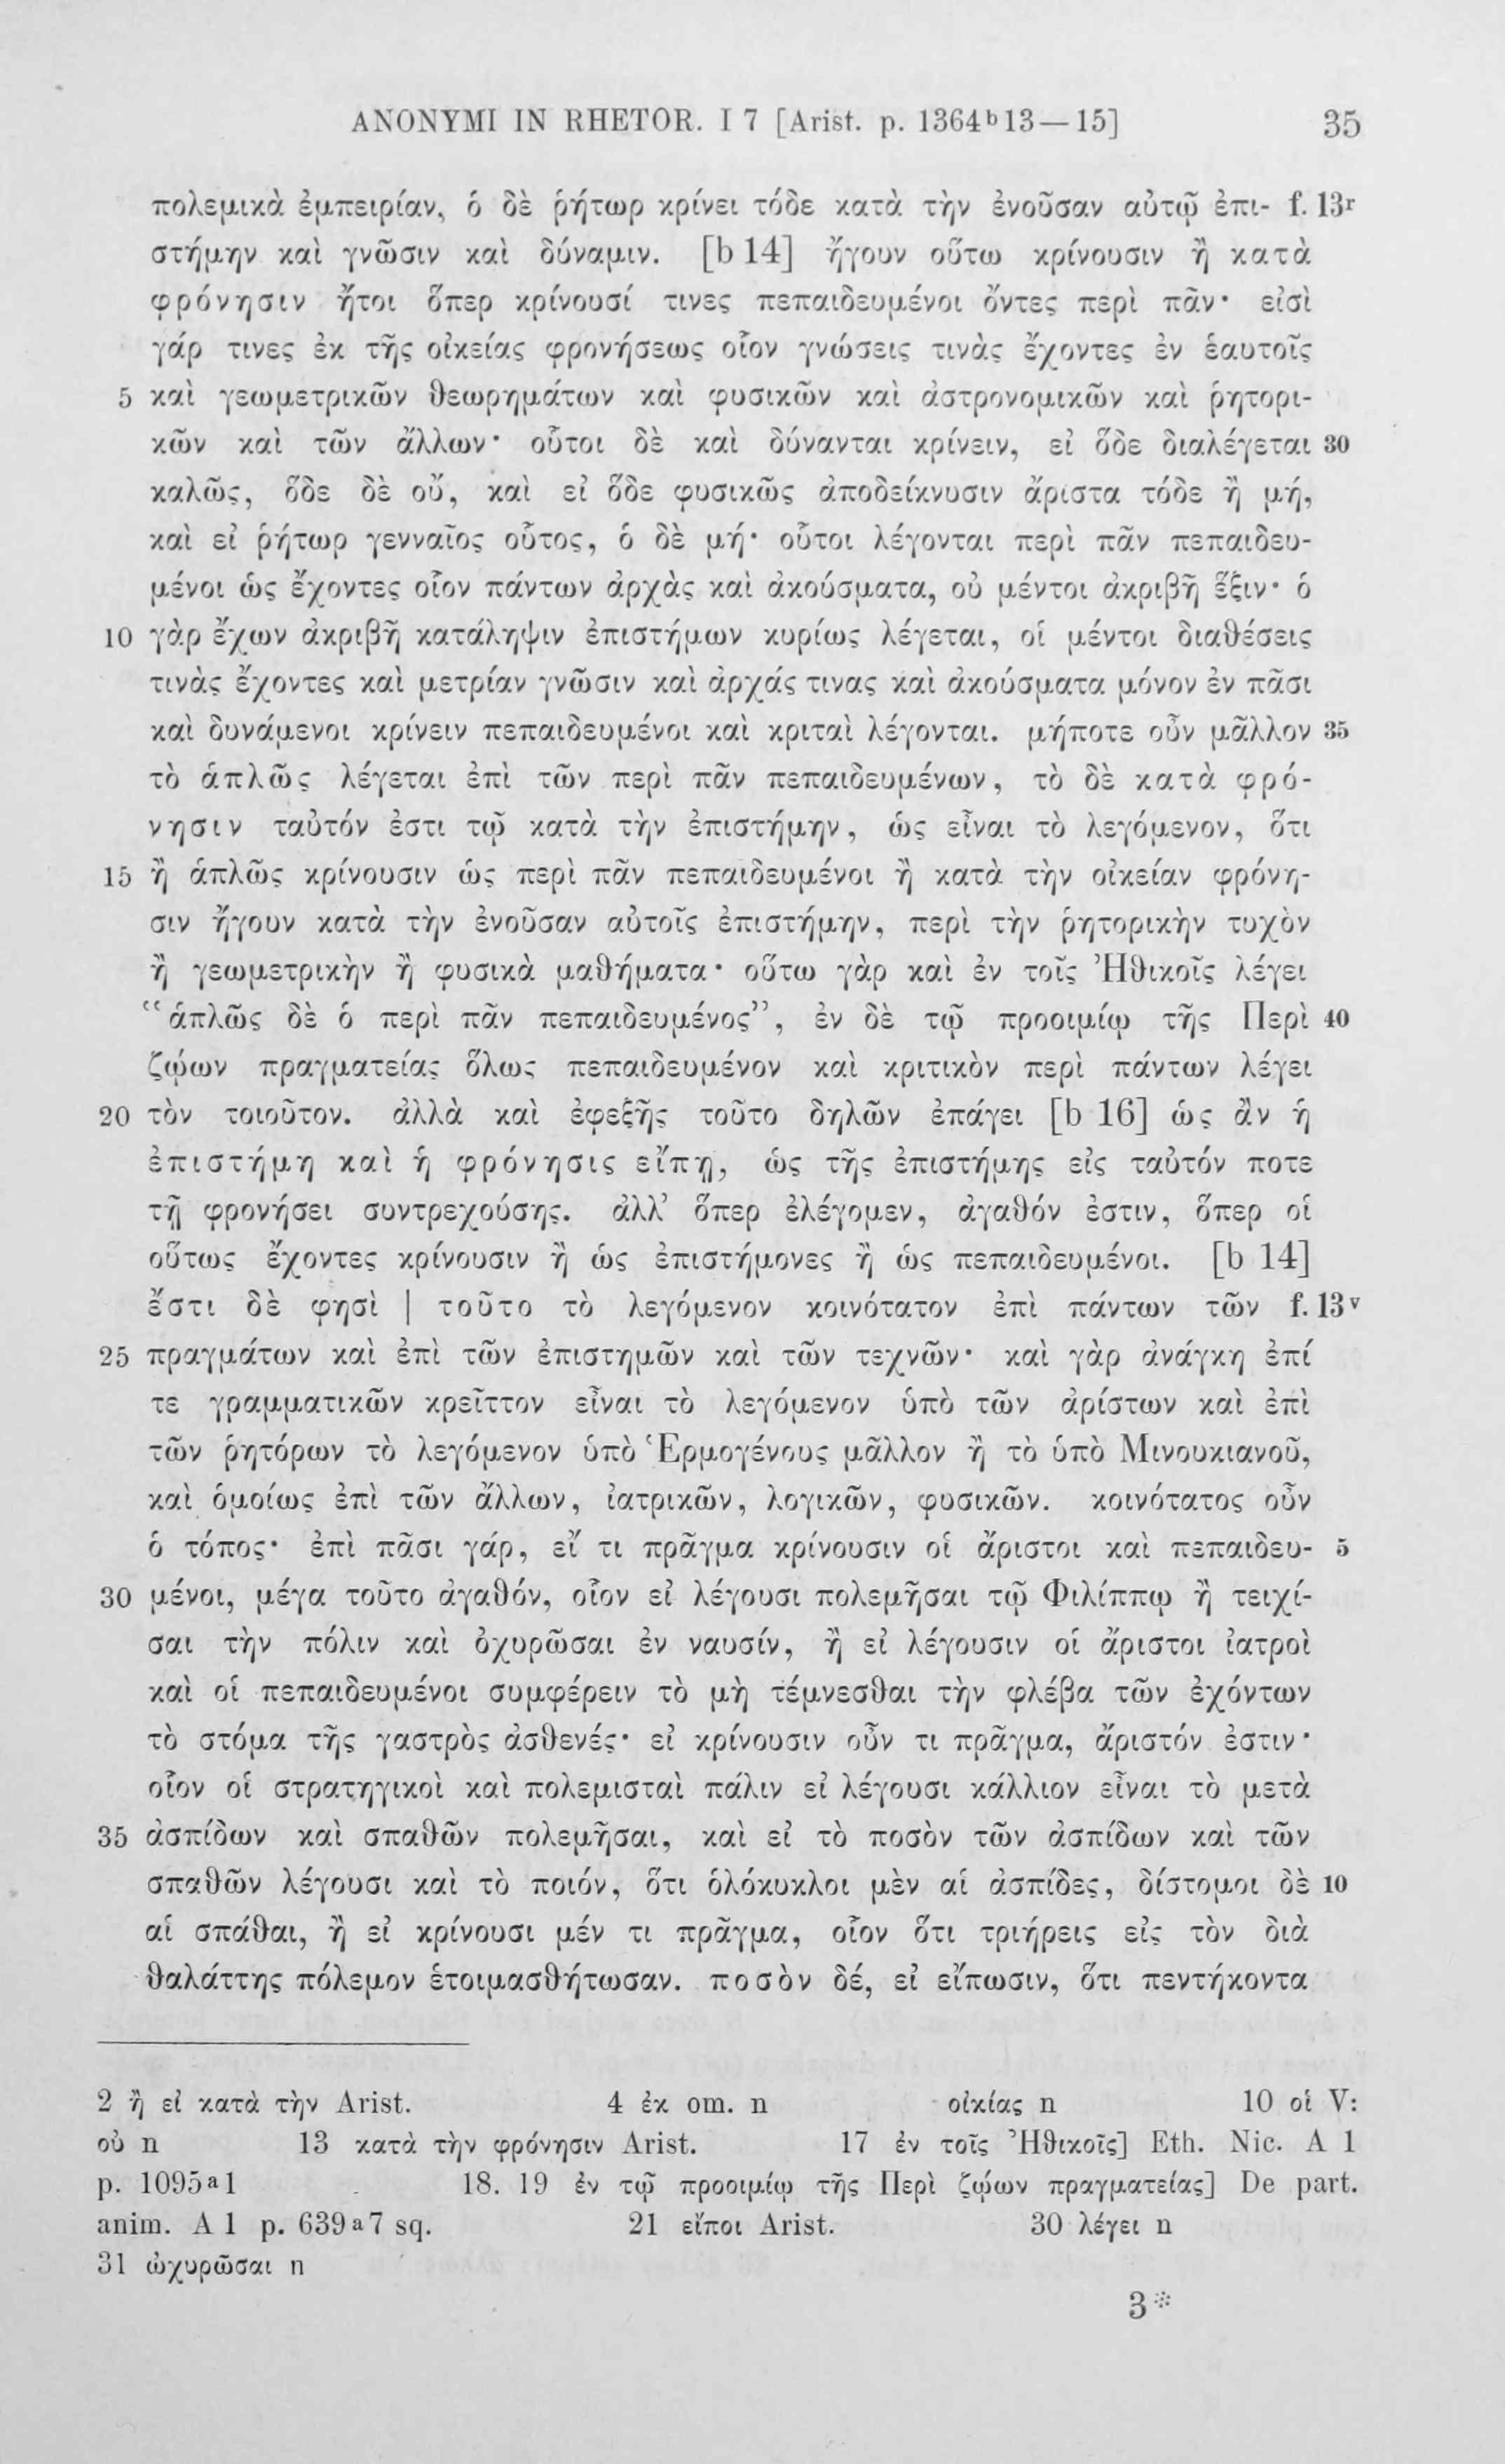 ANONYMI IN RHETOR. I 7 [Arist. p. 1364ᵇ13—15] 35
πολεμικὰ ἐμπειρίαν, ὁ δὲ ῥήτωρ κρίνει τόδε κατὰ τὴν ἐνοῦσαν αὐτῷ ἐπι- f. 13ʳ
στήμην καὶ γνῶσιν καὶ δύναμιν. [b 14] ἤγουν οὕτω κρίνουσιν ἢ κατὰ
φρόνησιν ἤτοι ὅπερ κρίνουσί τινες πεπαιδευμένοι ὄντες περὶ πᾶν· εἰσὶ
γάρ τινες ἐκ τῆς οἰκείας φρονήσεως οἷον γνώσεις τινὰς ἔχοντες ἐν ἑαυτοῖς
5 καὶ γεωμετρικῶν θεωρημάτων καὶ φυσικῶν καὶ ἀστρονομικῶν καὶ ῥητορι-
κῶν καὶ τῶν ἄλλων· οὗτοι δὲ καὶ δύνανται κρίνειν, εἰ ὅδε διαλέγεται 30
καλῶς, ὅδε δὲ οὔ, καὶ εἰ ὅδε φυσικῶς ἀποδείκνυσιν ἄριστα τόδε ἢ μή,
καὶ εἰ ῥήτωρ γενναῖος οὗτος, ὁ δὲ μή· οὗτοι λέγονται περὶ πᾶν πεπαιδευ-
μένοι ὡς ἔχοντες οἷον πάντων ἀρχὰς καὶ ἀκούσματα, οὐ μέντοι ἀκριβῆ ἕξιν· ὁ
10 γὰρ ἔχων ἀκριβῆ κατάληψιν ἐπιστήμων κυρίως λέγεται, οἱ μέντοι διαθέσεις
τινὰς ἔχοντες καὶ μετρίαν γνῶσιν καὶ ἀρχάς τινας καὶ ἀκούσματα μόνον ἐν πᾶσι
καὶ δυνάμενοι κρίνειν πεπαιδευμένοι καὶ κριταὶ λέγονται. μήποτε οὖν μᾶλλον 35
τὸ ἁπλῶς λέγεται ἐπὶ τῶν περὶ πᾶν πεπαιδευμένων, τὸ δὲ κατὰ φρό-
νησιν ταὐτόν ἐστι τῷ κατὰ τὴν ἐπιστήμην, ὡς εἶναι τὸ λεγόμενον, ὅτι
15 ἢ ἁπλῶς κρίνουσιν ὡς περὶ πᾶν πεπαιδευμένοι ἢ κατὰ τὴν οἰκείαν φρόνη-
σιν ἤγουν κατὰ τὴν ἐνοῦσαν αὐτοῖς ἐπιστήμην, περὶ τὴν ῥητορικὴν τυχὸν
ἢ γεωμετρικὴν ἢ φυσικὰ μαθήματα· οὕτω γὰρ καὶ ἐν τοῖς Ἠθικοῖς λέγει
“ἁπλῶς δὲ ὁ περὶ πᾶν πεπαιδευμένος”, ἐν δὲ τῷ προοιμίῳ τῆς Περὶ 40
ζῴων πραγματείας ὅλως πεπαιδευμένον καὶ κριτικὸν περὶ πάντων λέγει
20 τὸν τοιοῦτον. ἀλλὰ καὶ ἐφεξῆς τοῦτο δηλῶν ἐπάγει [b 16] ὡς ἂν ἡ
ἐπιστήμη καὶ ἡ φρόνησις εἴπῃ, ὡς τῆς ἐπιστήμης εἰς ταὐτόν ποτε
τῇ φρονήσει συντρεχούσης. ἀλλ’ ὅπερ ἐλέγομεν, ἀγαθόν ἐστιν, ὅπερ οἱ
οὕτως ἔχοντες κρίνουσιν ἢ ὡς ἐπιστήμονες ἢ ὡς πεπαιδευμένοι. [b 14]
ἔστι δὲ φησὶ | τοῦτο τὸ λεγόμενον κοινότατον ἐπὶ πάντων τῶν f. 13ᵛ
25 πραγμάτων καὶ ἐπὶ τῶν ἐπιστημῶν καὶ τῶν τεχνῶν· καὶ γὰρ ἀνάγκη ἐπί
τε γραμματικῶν κρεῖττον εἶναι τὸ λεγόμενον ὑπὸ τῶν ἀρίστων καὶ ἐπὶ
τῶν ῥητόρων τὸ λεγόμενον ὑπὸ Ἑρμογένους μᾶλλον ἢ τὸ ὑπὸ Μινουκιανοῦ,
καὶ ὁμοίως ἐπὶ τῶν ἄλλων, ἰατρικῶν, λογικῶν, φυσικῶν. κοινότατος οὖν
ὁ τόπος· ἐπὶ πᾶσι γάρ, εἴ τι πρᾶγμα κρίνουσιν οἱ ἄριστοι καὶ πεπαιδευ- 5
30 μένοι, μέγα τοῦτο ἀγαθόν, οἷον εἰ λέγουσι πολεμῆσαι τῷ Φιλίππῳ ἢ τειχί-
σαι τὴν πόλιν καὶ ὀχυρῶσαι ἐν ναυσίν, ἢ εἰ λέγουσιν οἱ ἄριστοι ἰατροὶ
καὶ οἱ πεπαιδευμένοι συμφέρειν τὸ μὴ τέμνεσθαι τὴν φλέβα τῶν ἐχόντων
τὸ στόμα τῆς γαστρὸς ἀσθενές· εἰ κρίνουσιν οὖν τι πρᾶγμα, ἄριστόν ἐστιν·
οἷον οἱ στρατηγικοὶ καὶ πολεμισταὶ πάλιν εἰ λέγουσι κάλλιον εἶναι τὸ μετὰ
35 ἀσπίδων καὶ σπαθῶν πολεμῆσαι, καὶ εἰ τὸ ποσὸν τῶν ἀσπίδων καὶ τῶν
σπαθῶν λέγουσι καὶ τὸ ποιόν, ὅτι ὁλόκυκλοι μὲν αἱ ἀσπίδες, δίστομοι δὲ 10
αἱ σπάθαι, ἢ εἰ κρίνουσι μέν τι πρᾶγμα, οἷον ὅτι τριήρεις εἰς τὸν διὰ
θαλάττης πόλεμον ἑτοιμασθήτωσαν. ποσὸν δέ, εἰ εἴπωσιν, ὅτι πεντήκοντα
2 ἢ εἰ κατὰ τὴν Arist. 4 ἐκ om. n οἰκίας n 10 οἱ V:
οὐ n 13 κατὰ τὴν φρόνησιν Arist. 17 ἐν τοῖς Ἠθικοῖς] Eth. Nic. A 1
p. 1095ᵃ1 18. 19 ἐν τῷ προοιμίῳ τῆς Περὶ ζῴων πραγματείας] De part.
anim. A 1 p. 639ᵃ7 sq. 21 εἴποι Arist. 30 λέγει n
31 ὠχυρῶσαι n
3*